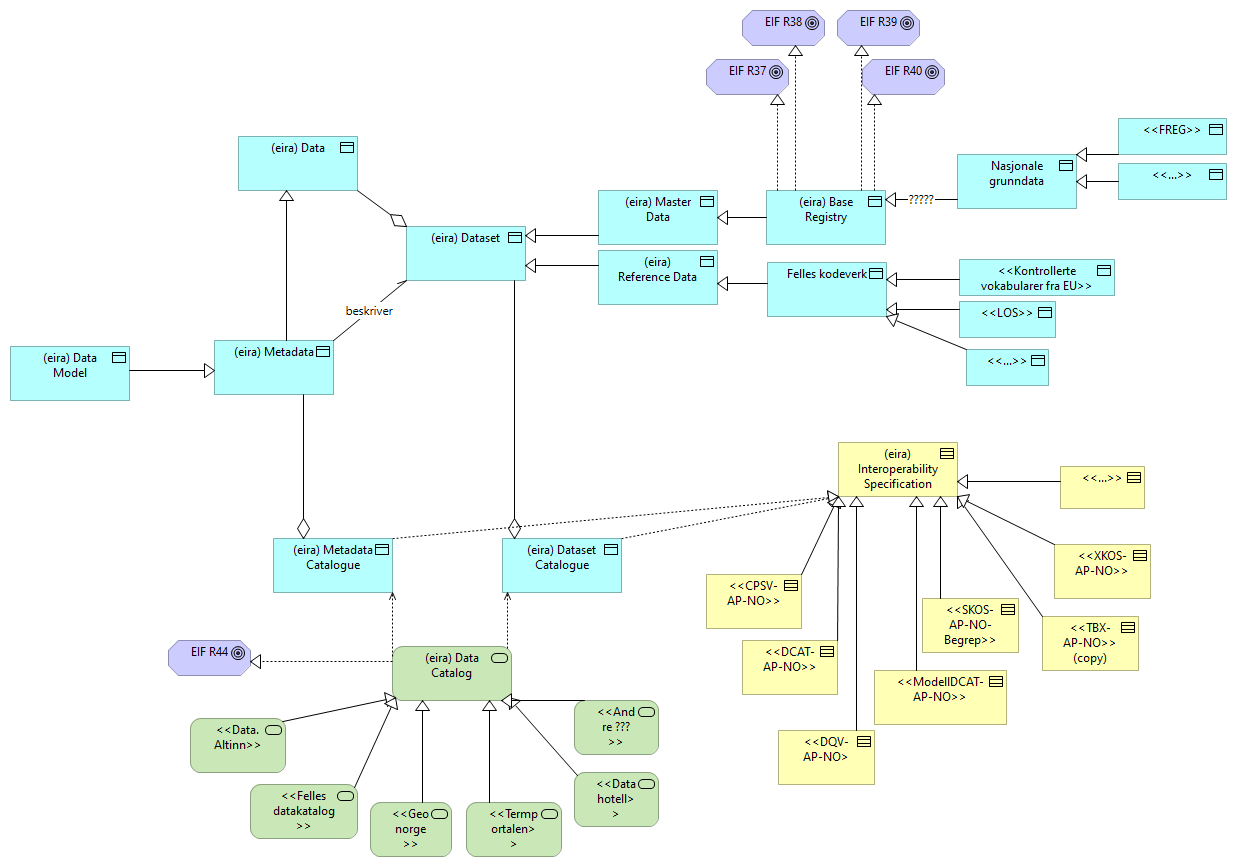 EIF R38
EIF R39
EIF R37
EIF R40
<<FREG>>
(eira) Data
Nasjonale
grunndata
<<...>>
(eira) Master
Data
(eira) Base
Registry
?????
(eira) Dataset
(eira)
Reference Data
Felles kodeverk
<<Kontrollerte
vokabularer fra EU>>
beskriver
<<LOS>>
(eira) Data
Model
(eira) Metadata
<<...>>
(eira)
Interoperability
Specification
<<...>>
(eira) Metadata
Catalogue
(eira) Dataset
Catalogue
<<XKOS-
AP-NO>>
<<CPSV-
AP-NO>>
<<SKOS-
AP-NO-
Begrep>>
<<TBX-
AP-NO>>
(copy)
EIF R44
(eira) Data
Catalog
<<DCAT-
AP-NO>>
<<ModellDCAT-
AP-NO>>
<<Data.
Altinn>>
<<And
re ???
>>
<<DQV-
AP-NO>
<<Felles
datakatalog
>>
<<Geo
norge
>>
<<Termp
ortalen>
>
<<Data
hotell>
>